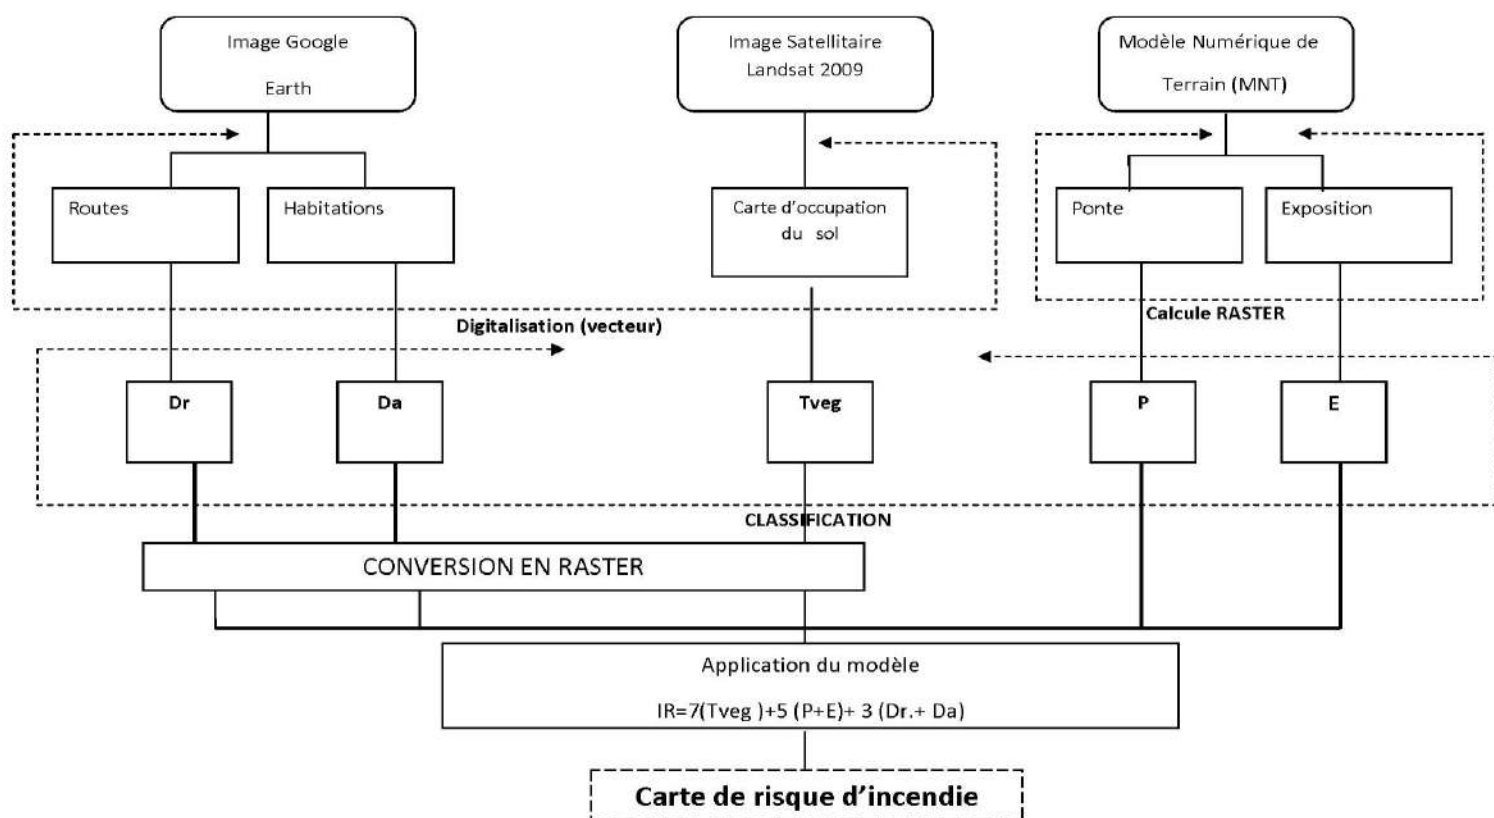 Image Google
Earth
Image Satellitaire
Landsat 2009
Modèle Numérique de
Terrain (MNT)
Routes
Habitations
Carte d'occupation
du sol
Ponte
Exposition
Digitalisation (vecteur)
Calcule RASTER
Dr
Da
Tveg
P
E
CLASSIFICATION
CONVERSION EN RASTER
Application du modèle
IR=7(Tveg )+5 (P+E)+ 3 (Dr.+ Da)
Carte de risque d'incendie